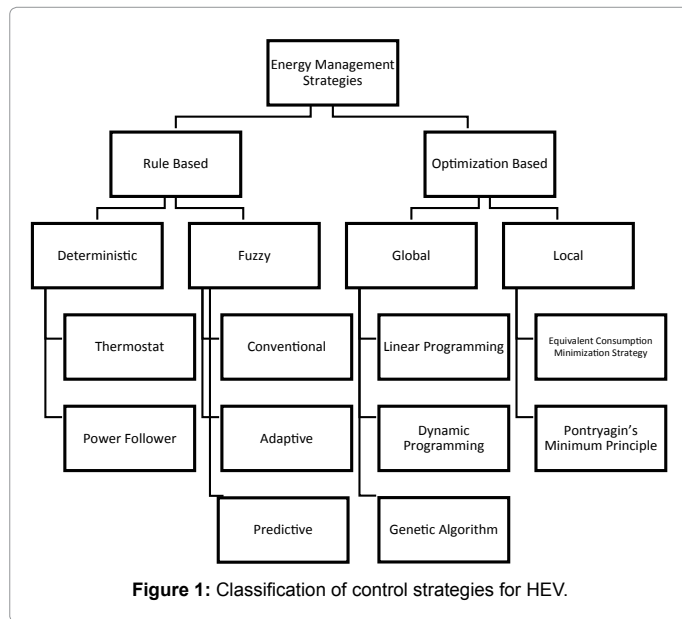 Energy Management
Strategies
Rule Based
Optimization Based
Deterministic
Fuzzy
Global
Local
Thermostat
Conventional
Linear Programming
Equivalent Consumption
Minimization Strategy
Power Follower
Adaptive
Dynamic
Programming
Pontryagin's
Minimum Principle
Predictive
Genetic Algorithm
Figure 1: Classification of control strategies for HEV.